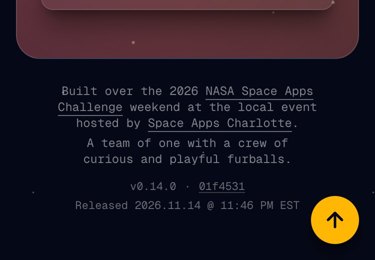 Built over the 2026 NASA Space Apps
Challenge weekend at the local event
hosted by Space Apps Charlotte.
A team of one with a crew of
curious and playful furballs.
v0.14.0 · 01f4531
Released 2026.11.14 @ 11:46 PM EST